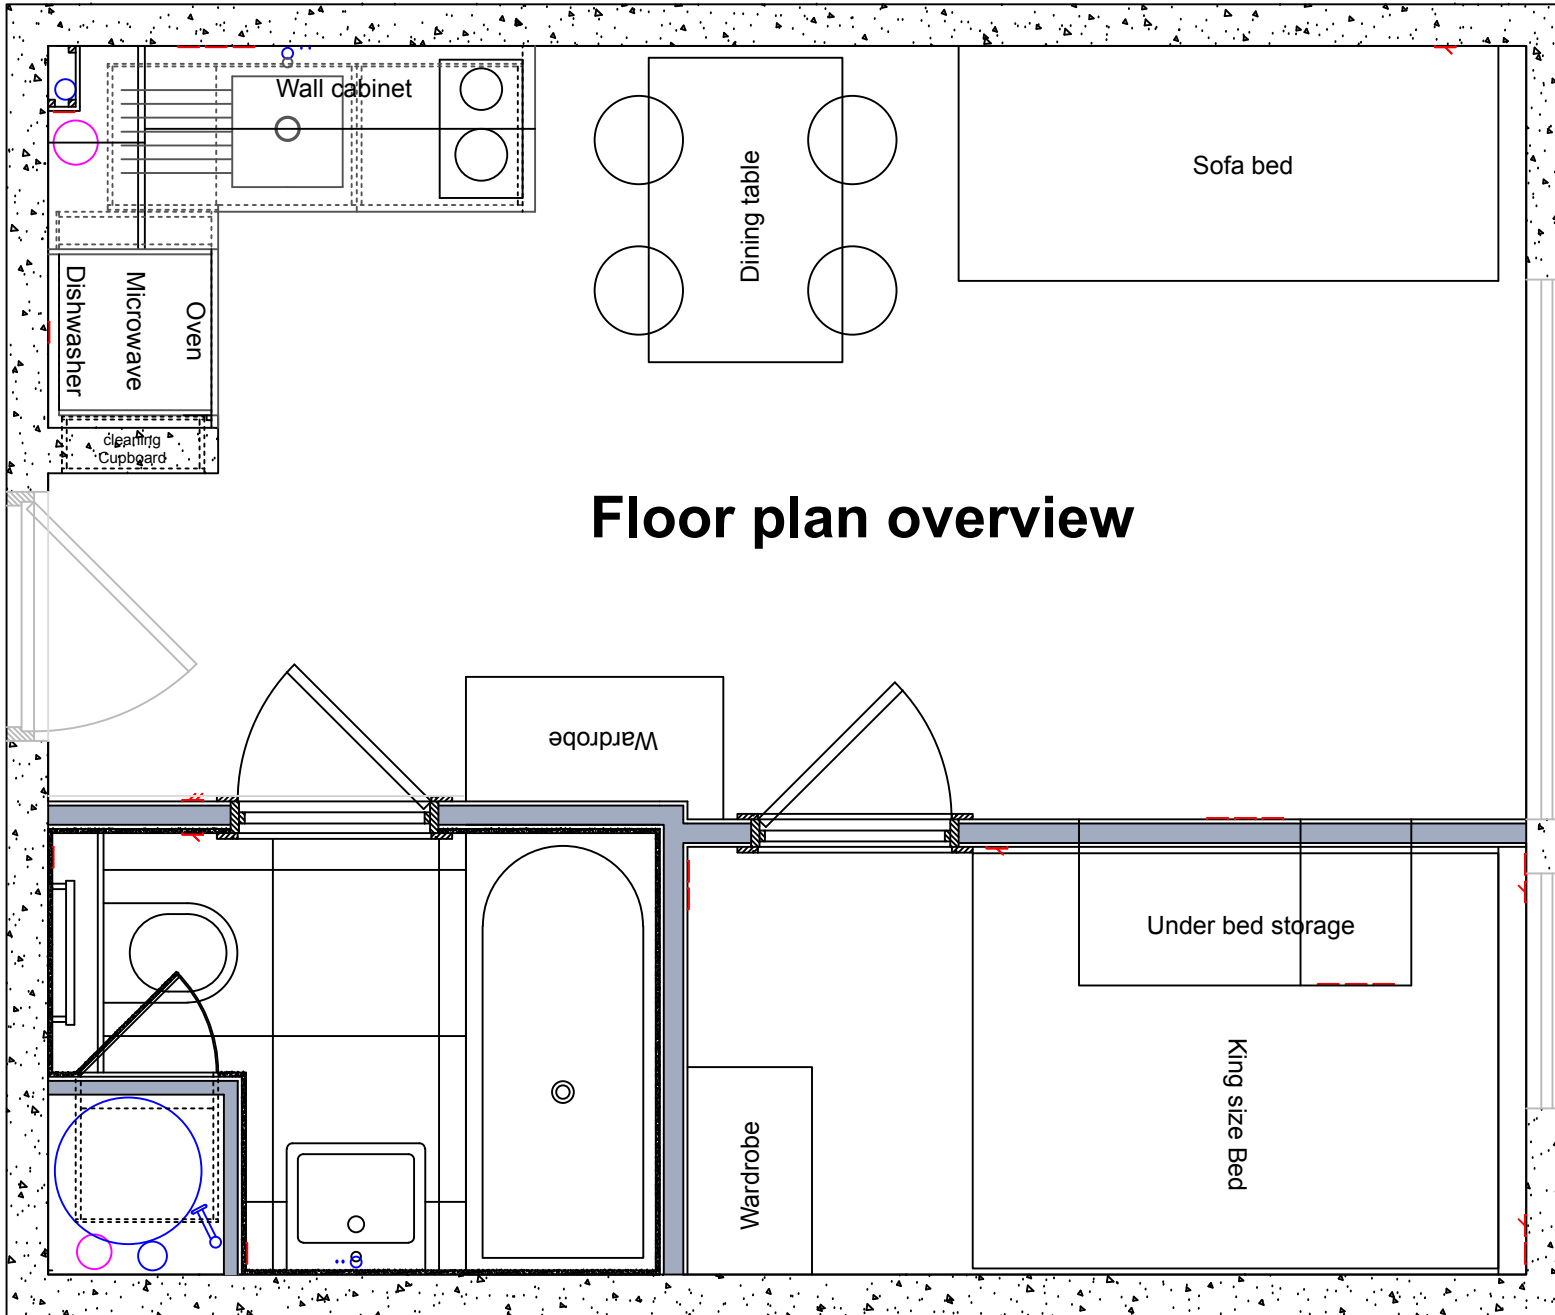 Wall cabinet
Sofa bed
Dining table
Oven
Microwave
Dishwasher
cleaning
Cupboard
Floor plan overview
Wardrobe
Under bed storage
King size Bed
Wardrobe